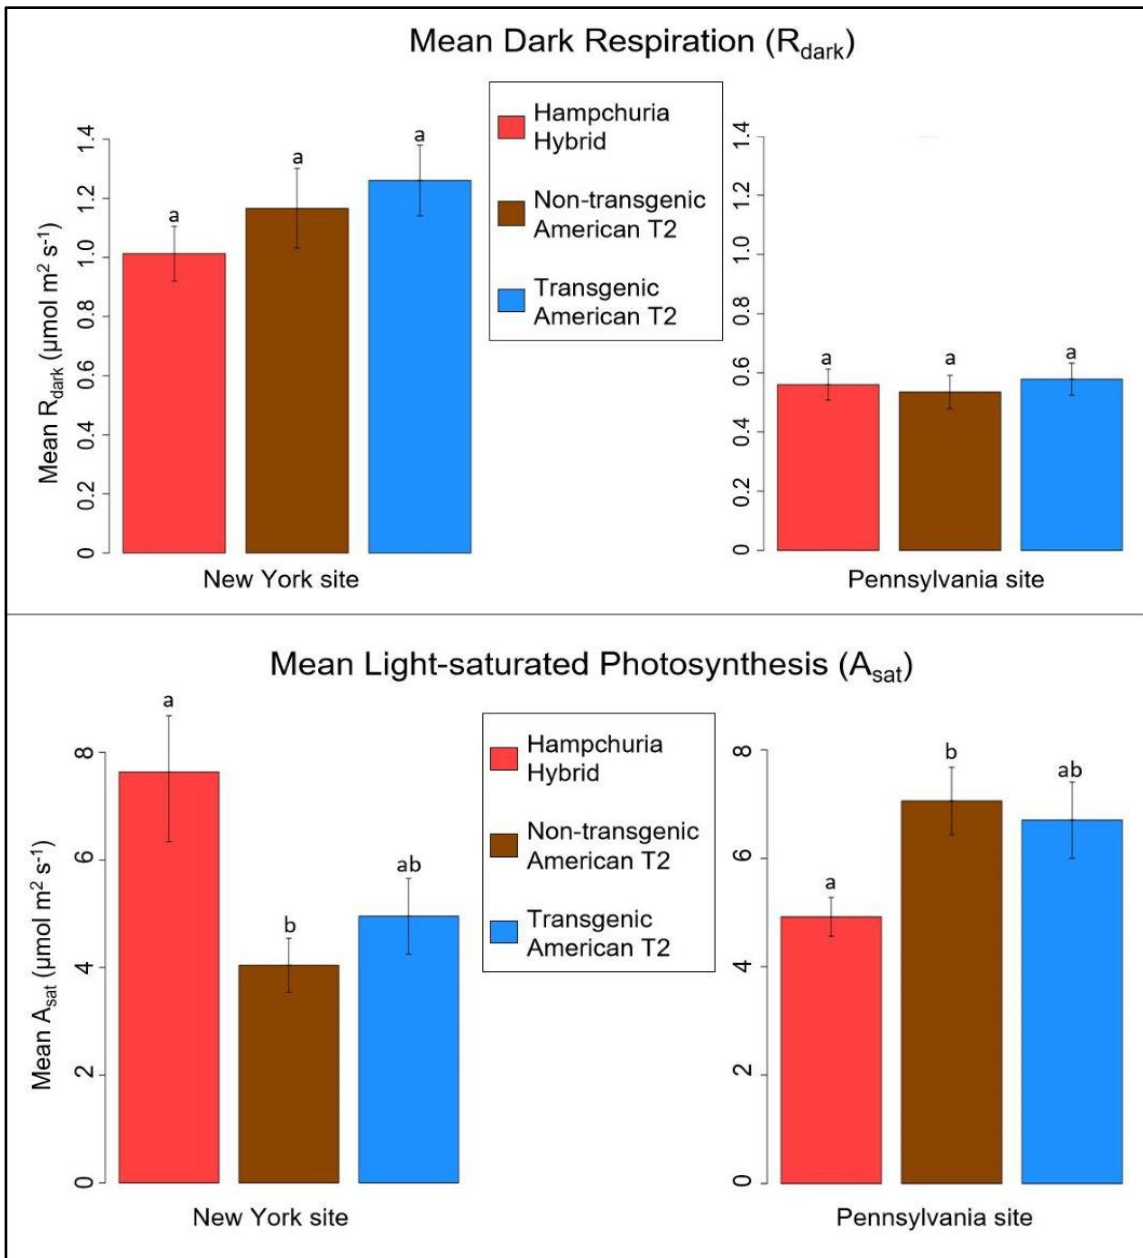 Mean Dark Respiration (R_dark)
Hampchuria
Hybrid
Non-transgenic
American T2
Transgenic
American T2
Mean R_dark (µmol m² s⁻¹)
0
0.2
0.4
0.6
0.8
1.0
1.2
1.4
a
a
a
New York site
0
0.2
0.4
0.6
0.8
1.0
1.2
1.4
a
a
a
Pennsylvania site
Mean Light-saturated Photosynthesis (A_sat)
Hampchuria
Hybrid
Non-transgenic
American T2
Transgenic
American T2
Mean A_sat (µmol m² s⁻¹)
0
2
4
6
8
a
b
ab
New York site
0
2
4
6
8
a
b
ab
Pennsylvania site